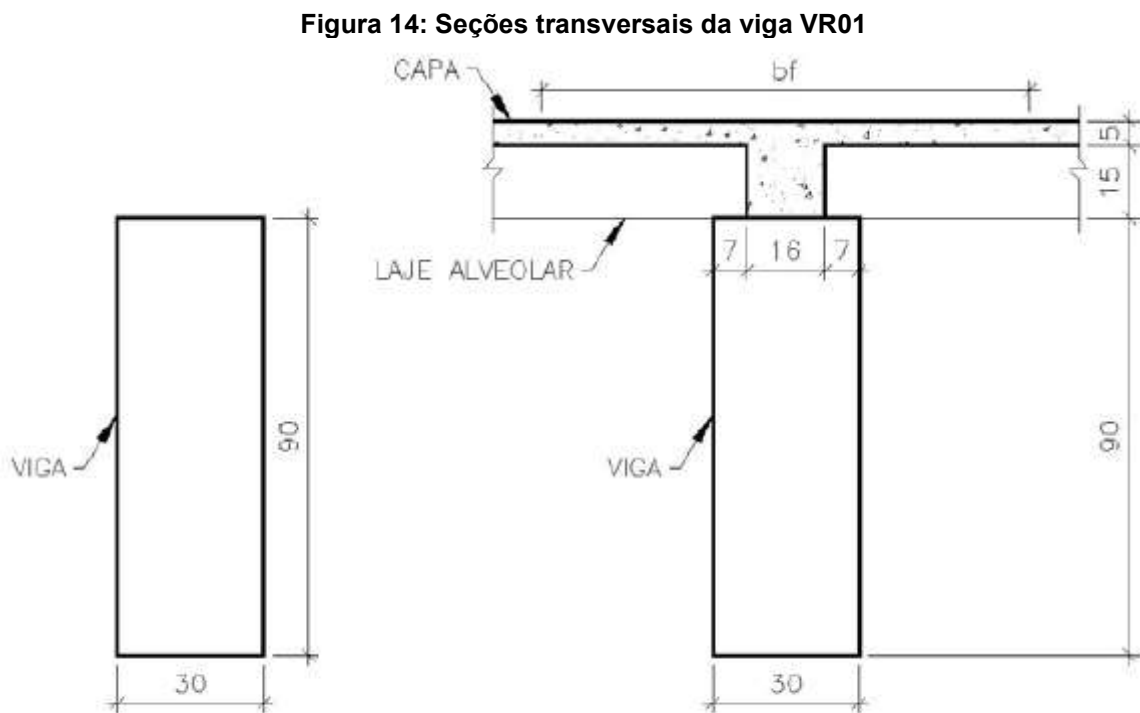 Figura 14: Seções transversais da viga VR01
CAPA
bf
5
15
7 16 7
LAJE ALVEOLAR
90
VIGA
30
90
VIGA
30